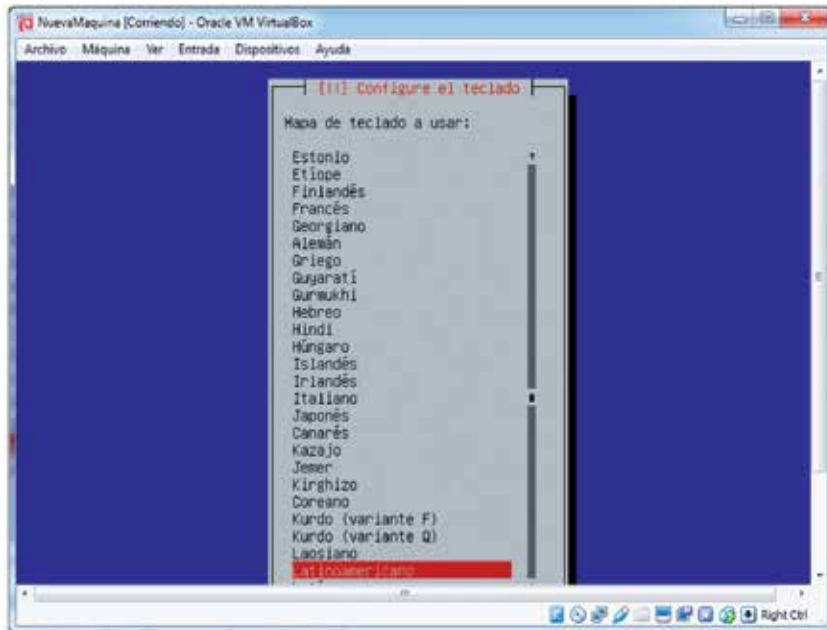 NuevaMaquina [Corriendo] - Oracle VM VirtualBox
Archivo Máquina Ver Entrada Dispositivos Ayuda
[!!] Configure el teclado
Mapa de teclado a usar:
Estonio
Etíope
Finlandés
Francés
Georgiano
Alemán
Griego
Guyaratí
Gurmukhi
Hebreo
Hindi
Húngaro
Islandés
Irlandés
Italiano
Japonés
Canarés
Kazajo
Jemer
Kirghizo
Coreano
Kurdo (variante F)
Kurdo (variante Q)
Laosiano
Latinoamericano
Right Ctrl